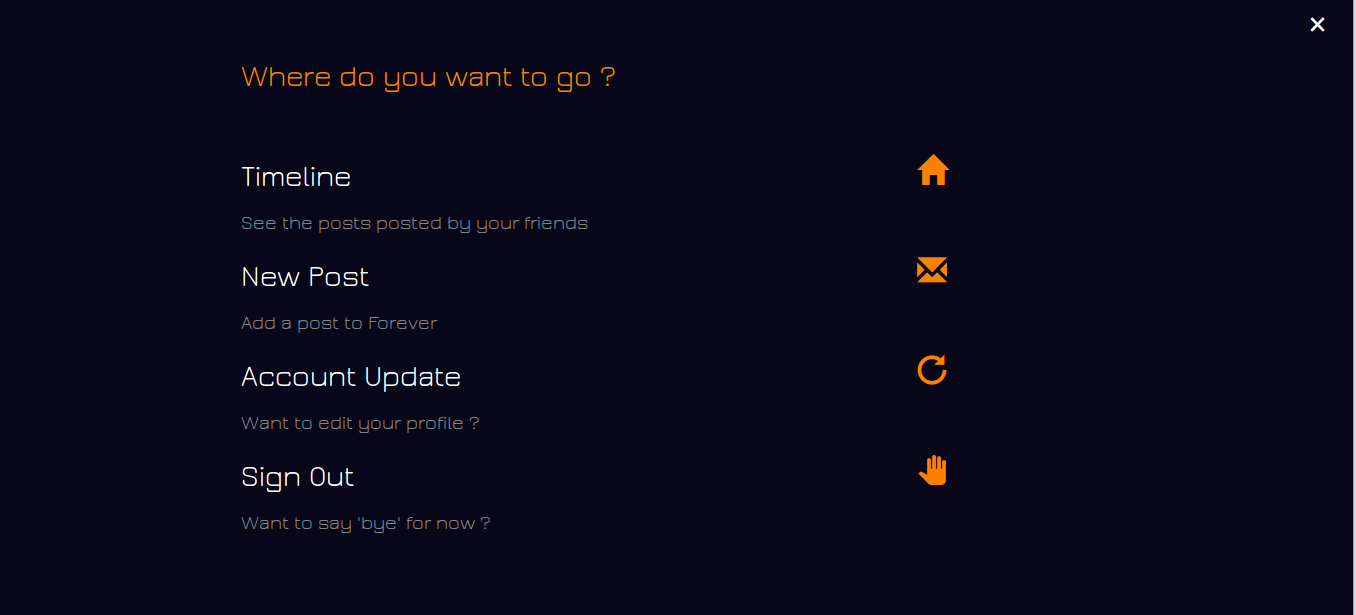 Where do you want to go ?
Timeline
See the posts posted by your friends
New Post
Add a post to Forever
Account Update
Want to edit your profile ?
Sign Out
Want to say 'bye' for now ?